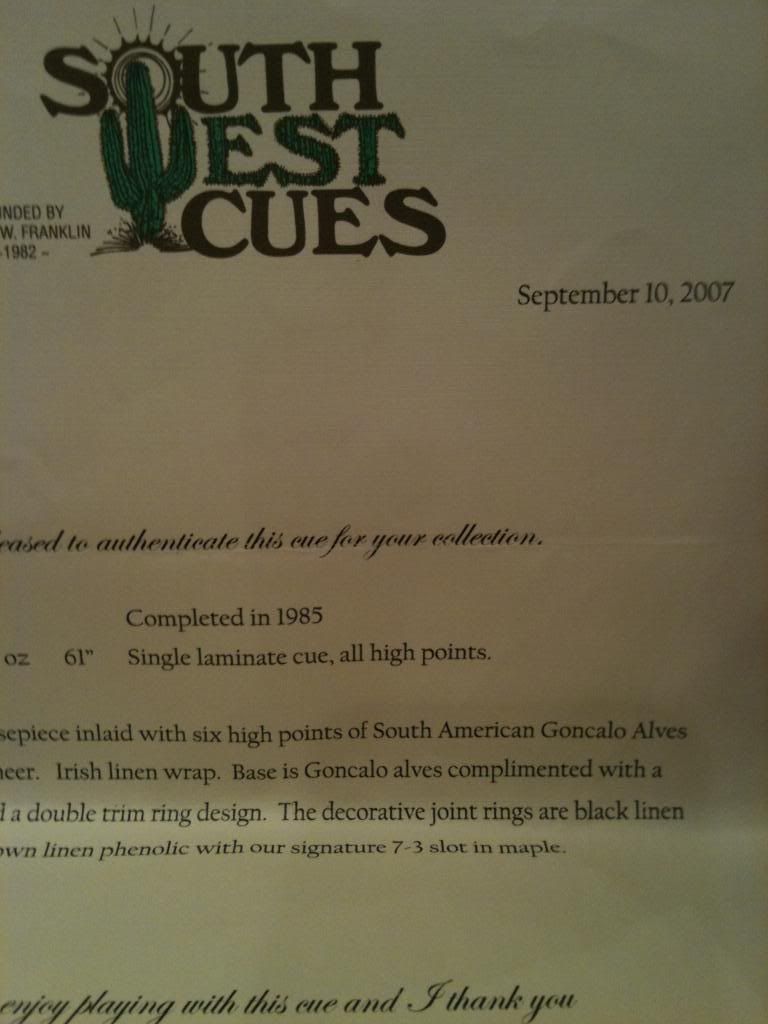 SOUTH
WEST
CUES
NDED BY
W. FRANKLIN
-1982 -
September 10, 2007
eased to authenticate this cue for your collection.
Completed in 1985
oz 61" Single laminate cue, all high points.
sepiece inlaid with six high points of South American Goncalo Alves
neer. Irish linen wrap. Base is Goncalo alves complimented with a
d a double trim ring design. The decorative joint rings are black linen
own linen phenolic with our signature 7-3 slot in maple.
enjoy playing with this cue and I thank you